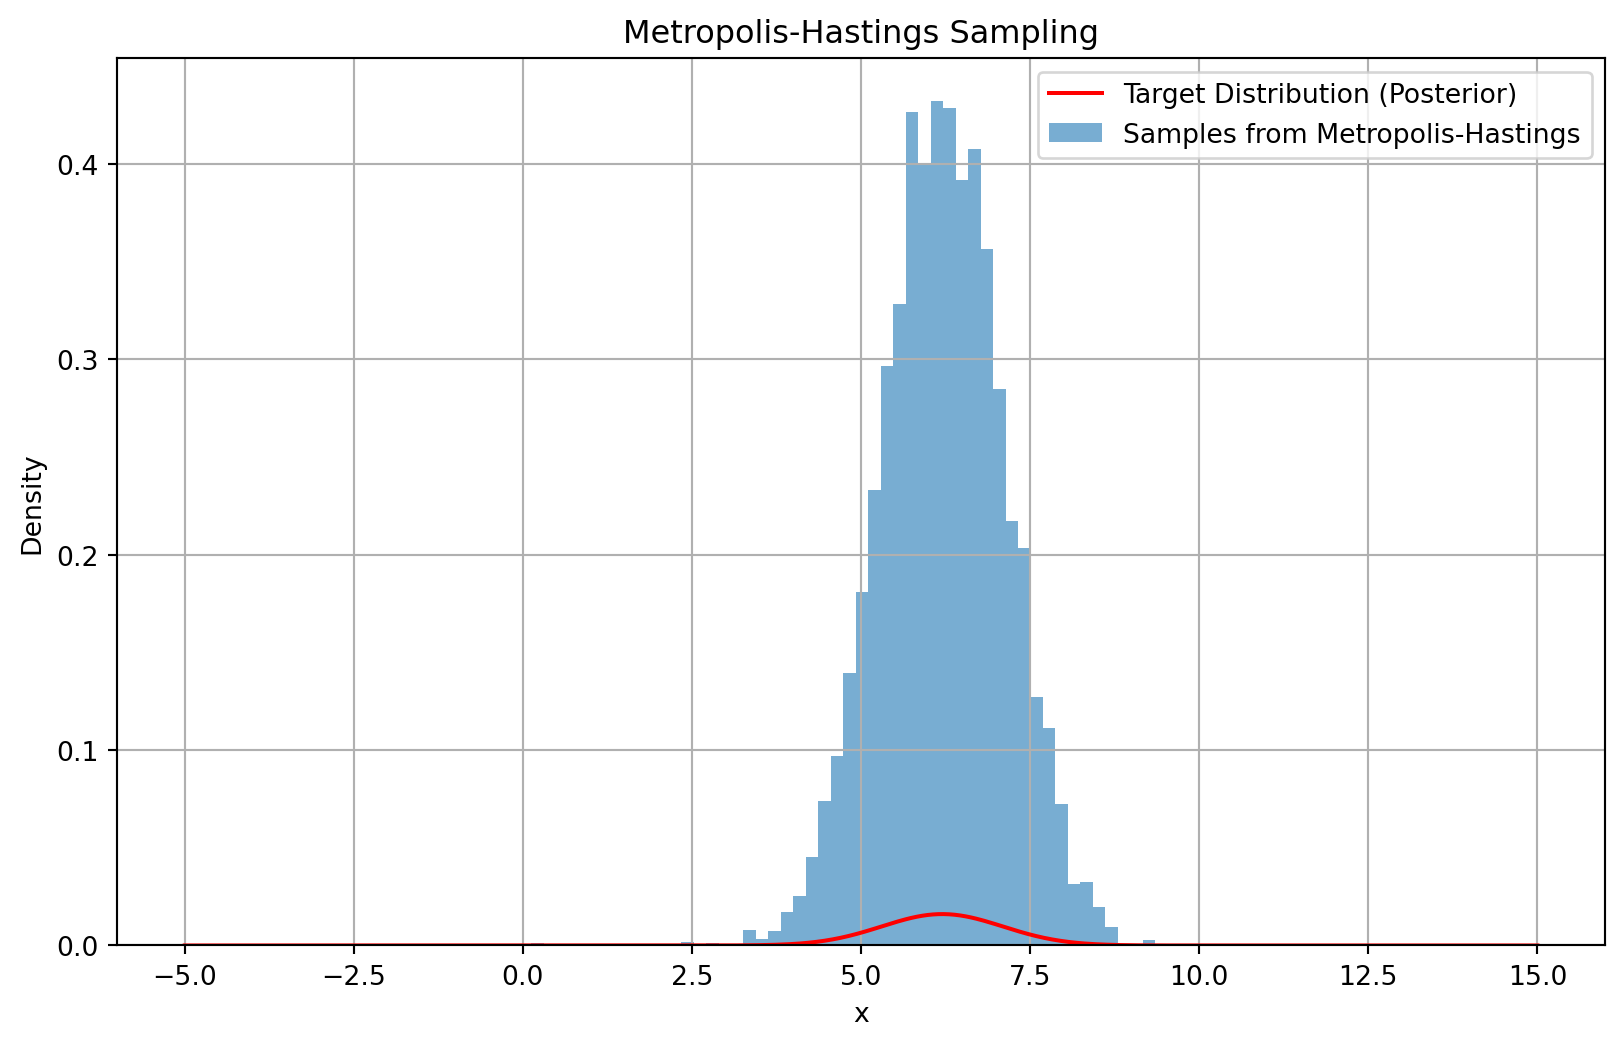 Metropolis-Hastings Sampling
Target Distribution (Posterior)
Samples from Metropolis-Hastings
Density
0.4
0.3
0.2
0.1
0.0
−5.0 −2.5 0.0 2.5 5.0 7.5 10.0 12.5 15.0
x